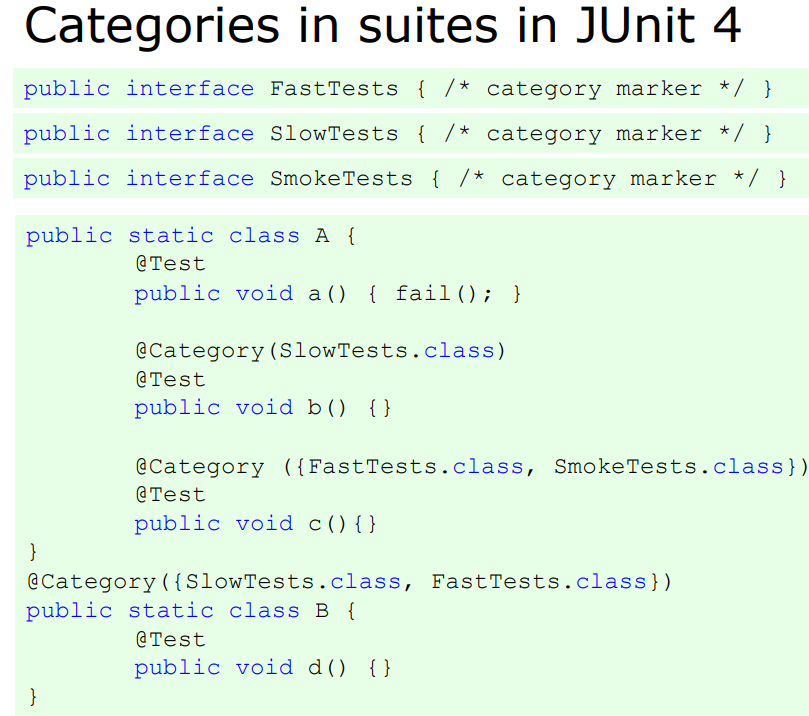 Categories in suites in JUnit 4
public interface FastTests { /* category marker */ }
public interface SlowTests { /* category marker */ }
public interface SmokeTests { /* category marker */ }
public static class A {
@Test
public void a() { fail(); }
@Category(SlowTests.class)
@Test
public void b() {}
@Category ({FastTests.class, SmokeTests.class})
@Test
public void c(){}
}
@Category({SlowTests.class, FastTests.class})
public static class B {
@Test
public void d() {}
}